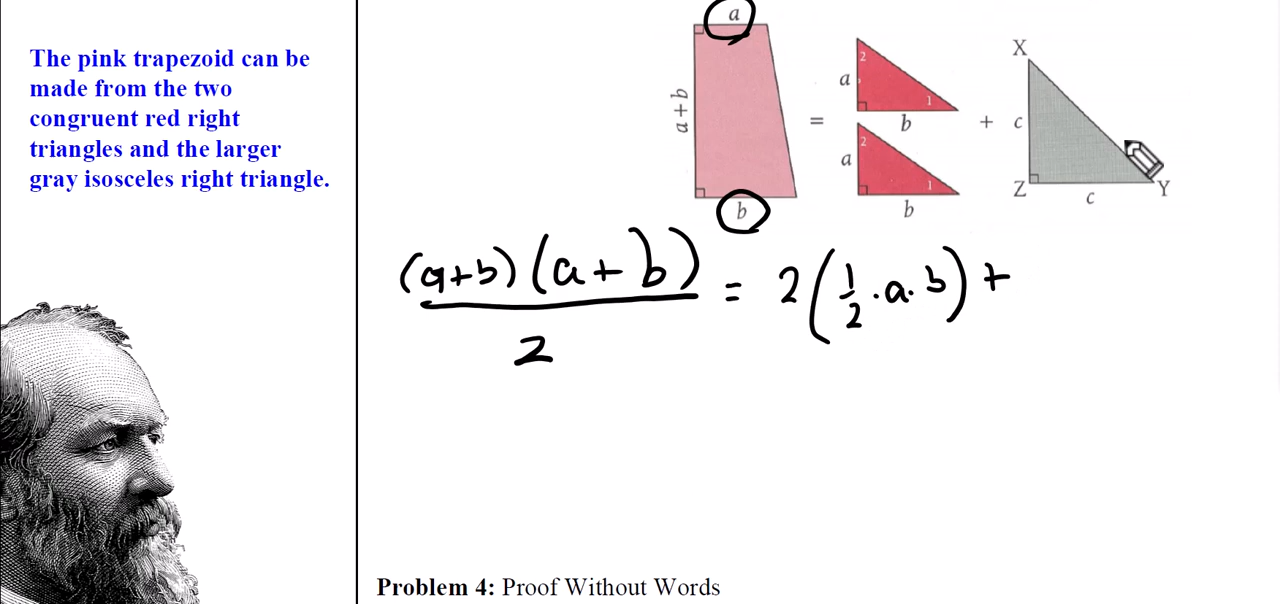 The pink trapezoid can be
made from the two
congruent red right
triangles and the larger
gray isosceles right triangle.
a
a + b
b
=
2
a
1
b
2
a
1
b
+
X
c
Z
c
Y
(a+b)(a+b)/2 = 2(1/2·a·b)+
Problem 4: Proof Without Words